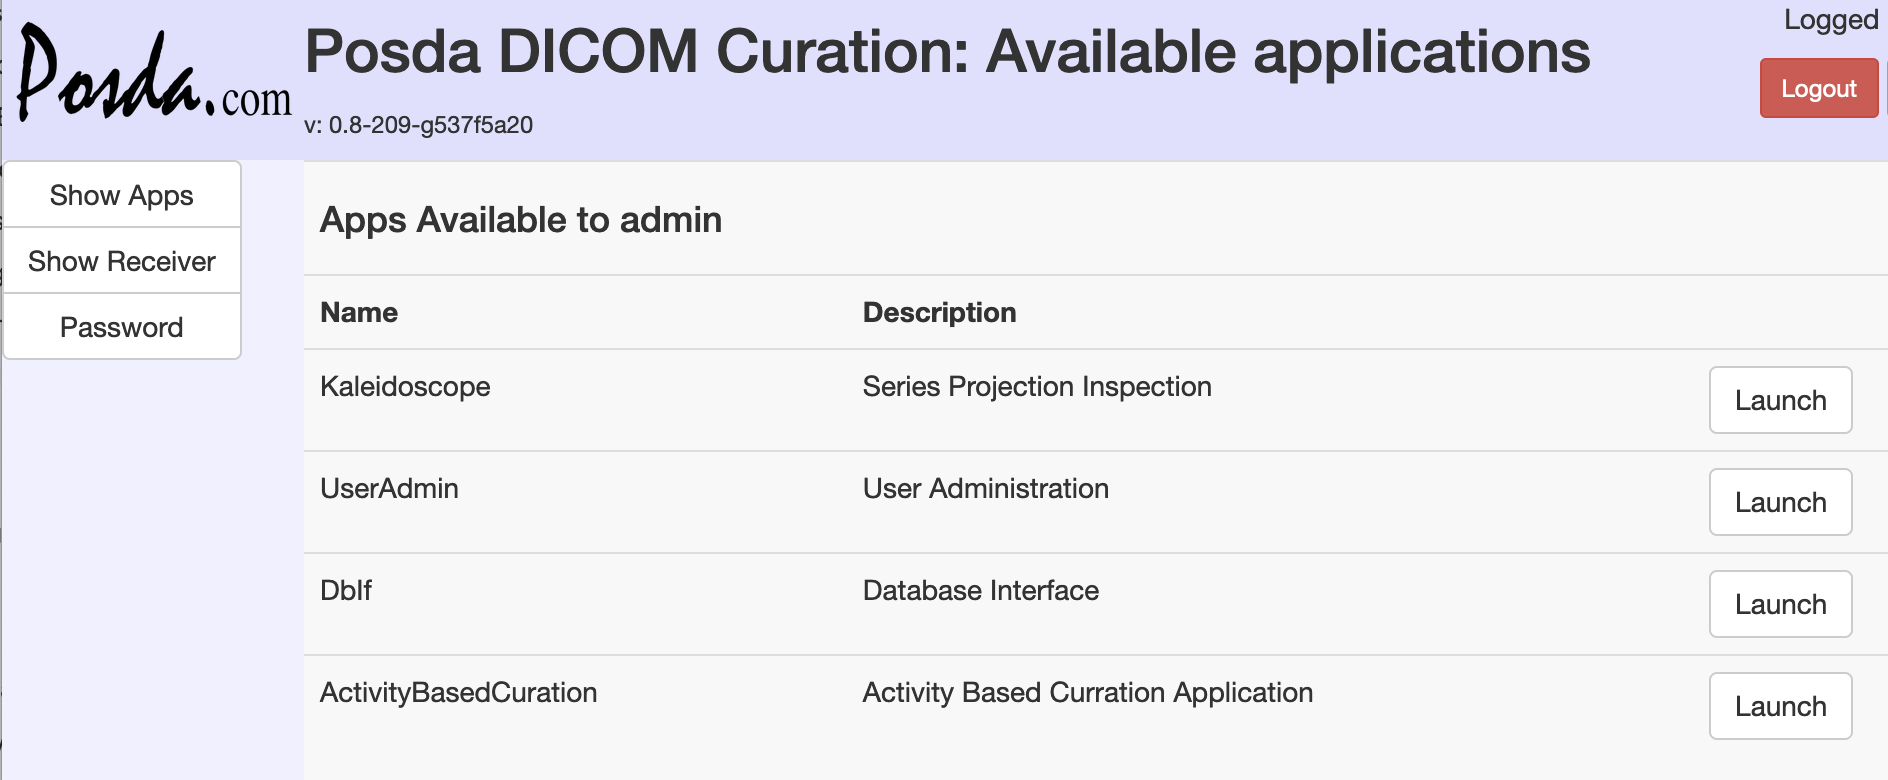 Posda.com
Posda DICOM Curation: Available applications
v: 0.8-209-g537f5a20
Logged
Logout
Show Apps
Show Receiver
Password
Apps Available to admin
Name Description
Kaleidoscope Series Projection Inspection Launch
UserAdmin User Administration Launch
DbIf Database Interface Launch
ActivityBasedCuration Activity Based Curration Application Launch